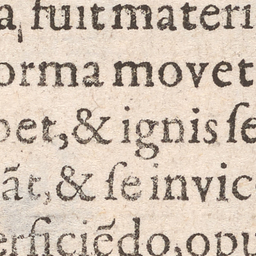 a, fuit materi
orma movet
bet, & ignis ſe
ãt, & ſe invic
erficiẽdo, opu